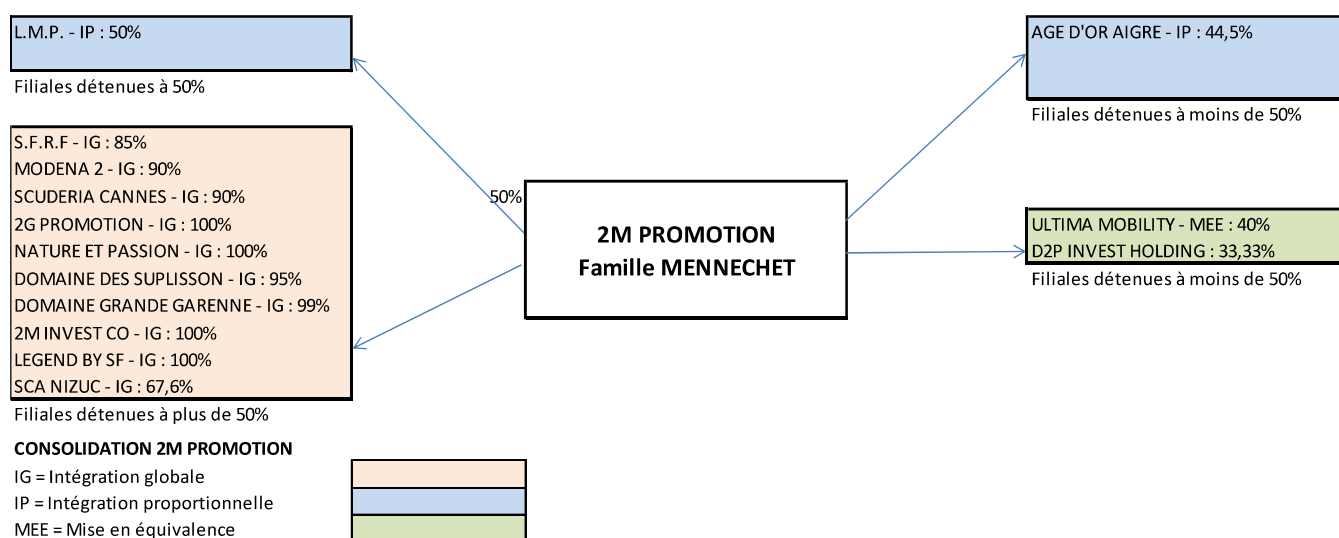 L.M.P. - IP : 50%
Filiales détenues à 50%
S.F.R.F - IG : 85%
MODENA 2 - IG : 90%
SCUDERIA CANNES - IG : 90%
2G PROMOTION - IG : 100%
NATURE ET PASSION - IG : 100%
DOMAINE DES SUPLISSON - IG : 95%
DOMAINE GRANDE GARENNE - IG : 99%
2M INVEST CO - IG : 100%
LEGEND BY SF - IG : 100%
SCA NIZUC - IG : 67,6%
Filiales détenues à plus de 50%
50%
2M PROMOTION
Famille MENNECHET
AGE D'OR AIGRE - IP : 44,5%
Filiales détenues à moins de 50%
ULTIMA MOBILITY - MEE : 40%
D2P INVEST HOLDING : 33,33%
Filiales détenues à moins de 50%
CONSOLIDATION 2M PROMOTION
IG = Intégration globale
IP = Intégration proportionnelle
MEE = Mise en équivalence